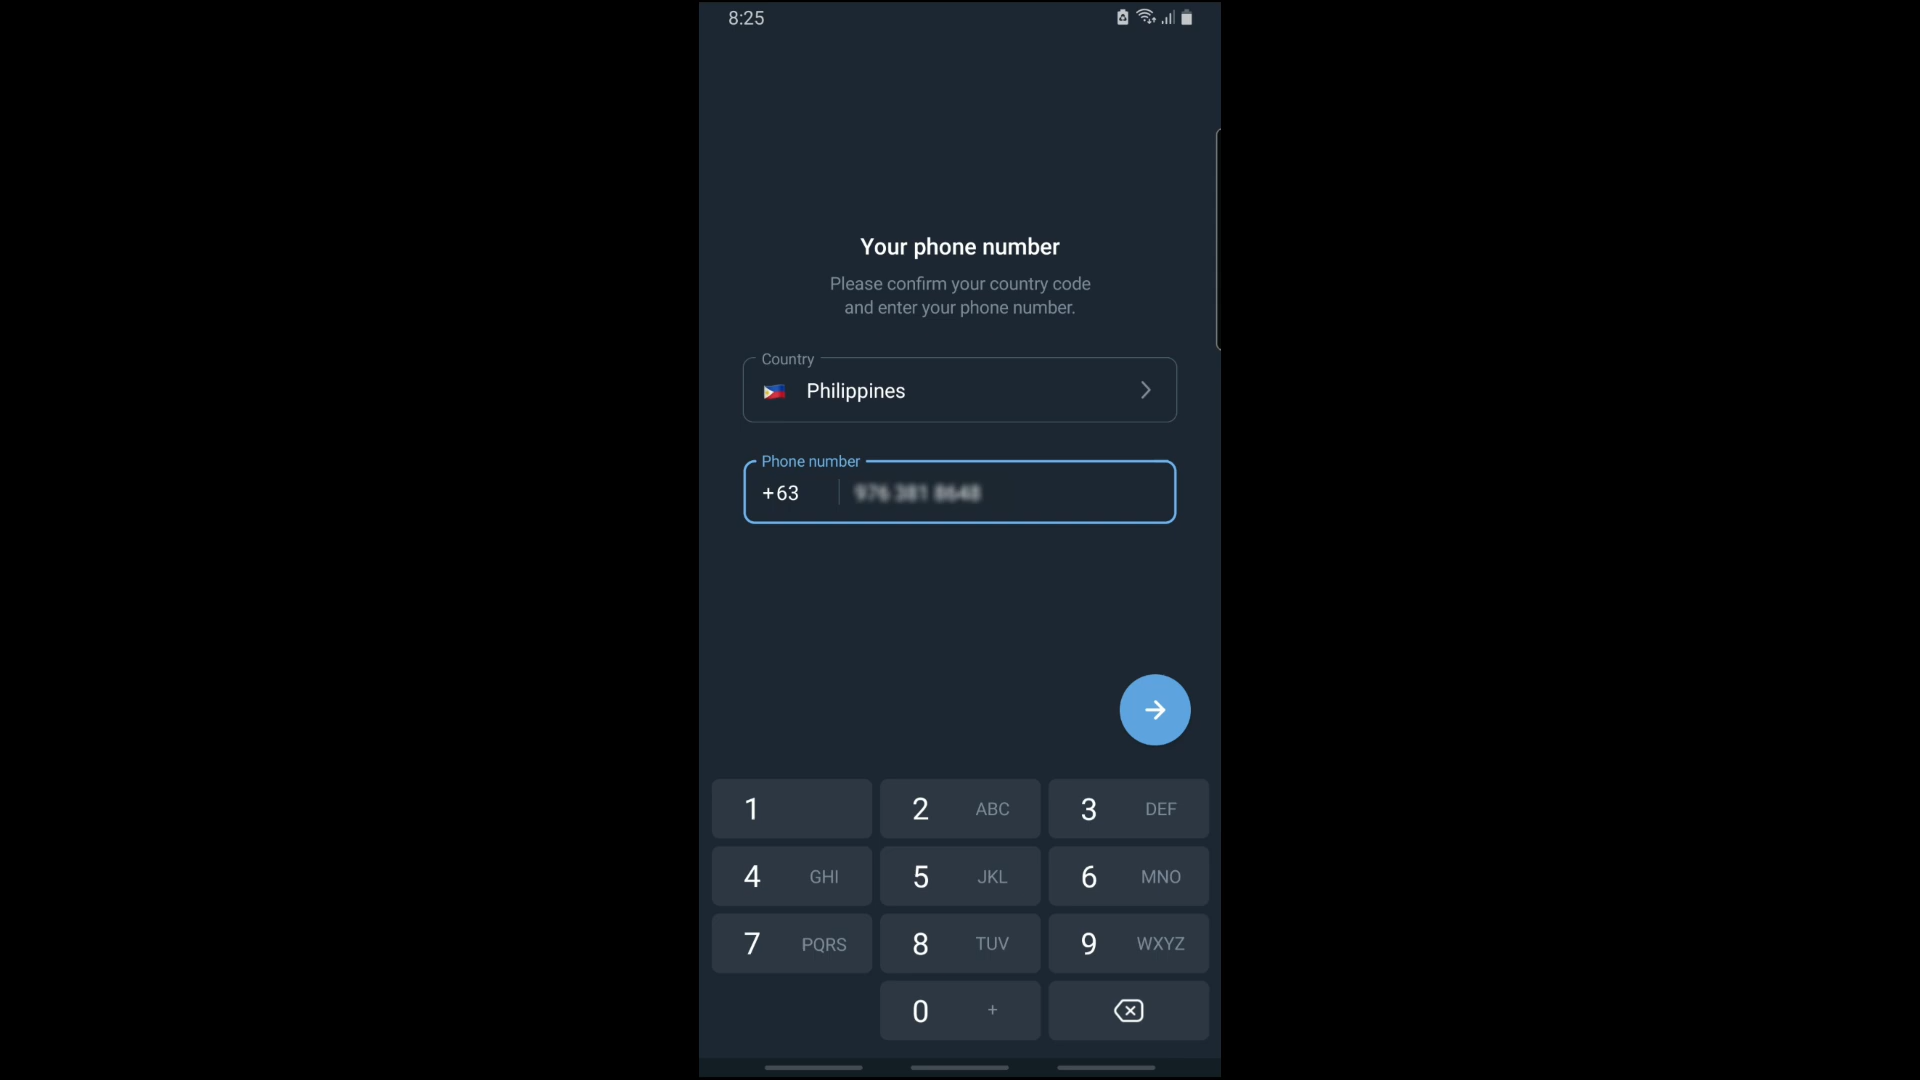 8:25
Your phone number
Please confirm your country code
and enter your phone number.
Country
Philippines
Phone number
+63
1
2 ABC
3 DEF
4 GHI
5 JKL
6 MNO
7 PQRS
8 TUV
9 WXYZ
0 +